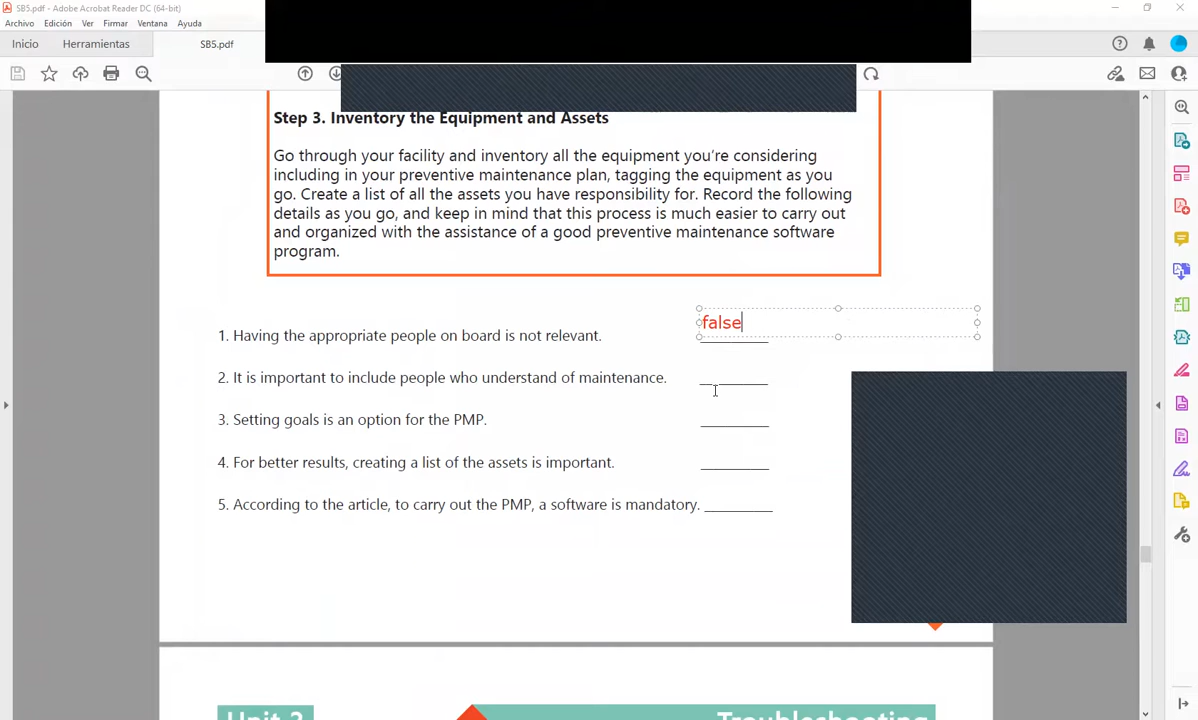 SB5.pdf - Adobe Acrobat Reader DC (64-bit)
Archivo Edición Ver Firmar Ventana Ayuda
Inicio Herramientas SB5.pdf
Step 3. Inventory the Equipment and Assets
Go through your facility and inventory all the equipment you’re considering
including in your preventive maintenance plan, tagging the equipment as you
go. Create a list of all the assets you have responsibility for. Record the following
details as you go, and keep in mind that this process is much easier to carry out
and organized with the assistance of a good preventive maintenance software
program.
1. Having the appropriate people on board is not relevant. false
2. It is important to include people who understand of maintenance. ________
3. Setting goals is an option for the PMP. ________
4. For better results, creating a list of the assets is important. ________
5. According to the article, to carry out the PMP, a software is mandatory. ________
Unit 2 Troubleshooting